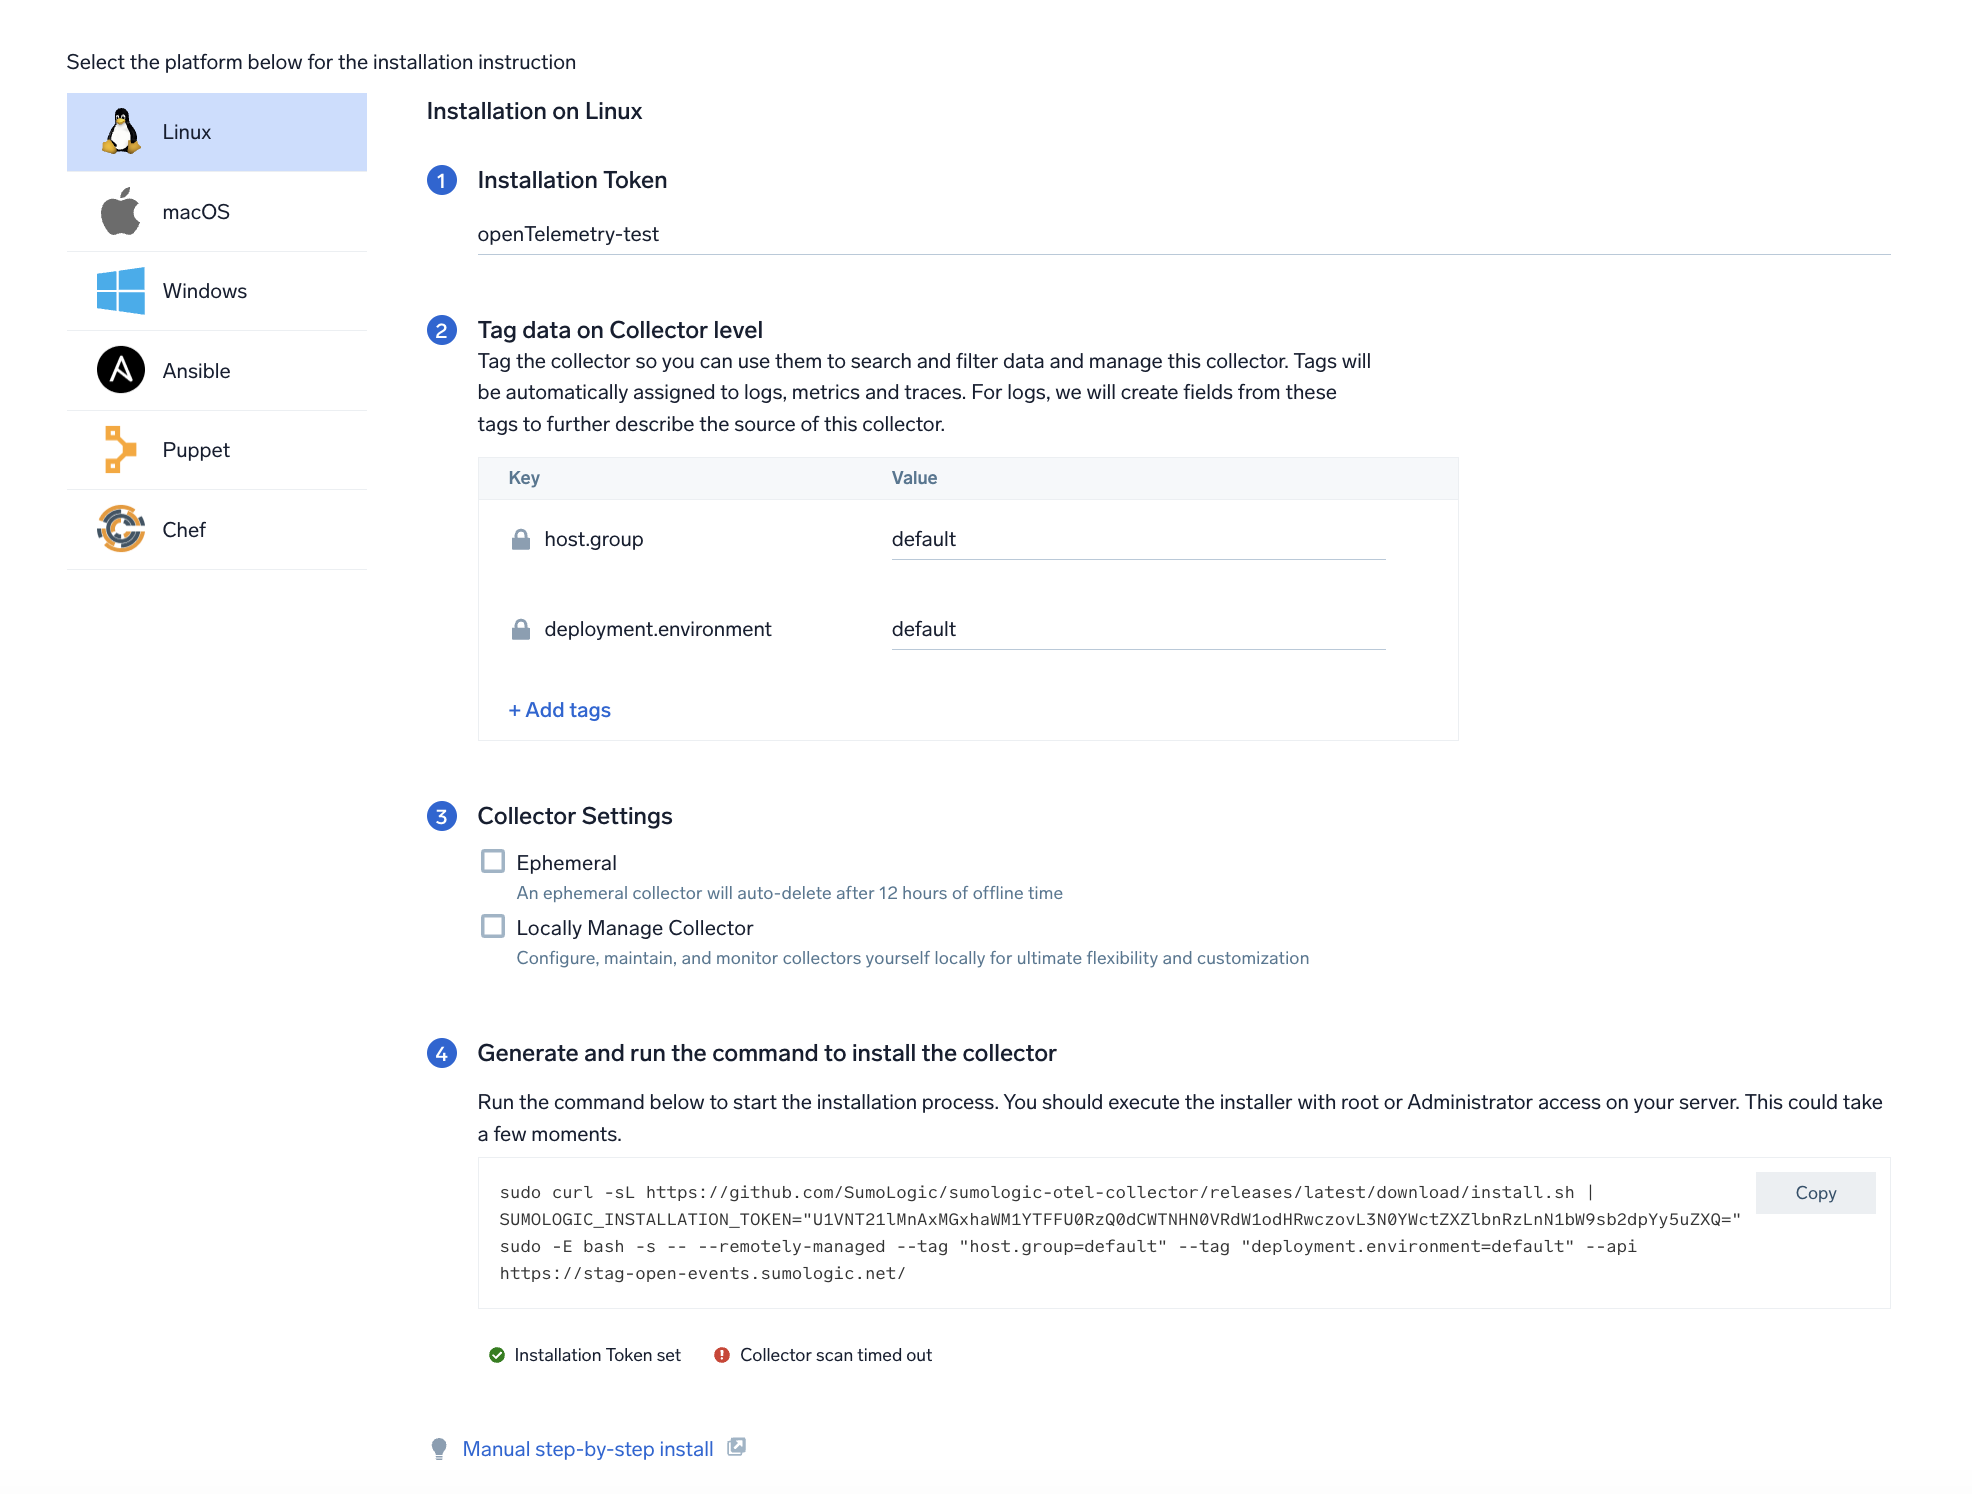 Select the platform below for the installation instruction
Linux
macOS
Windows
Ansible
Puppet
Chef
Installation on Linux
1 Installation Token
openTelemetry-test
2 Tag data on Collector level
Tag the collector so you can use them to search and filter data and manage this collector. Tags will
be automatically assigned to logs, metrics and traces. For logs, we will create fields from these
tags to further describe the source of this collector.
Key Value
host.group default
deployment.environment default
+ Add tags
3 Collector Settings
Ephemeral
An ephemeral collector will auto-delete after 12 hours of offline time
Locally Manage Collector
Configure, maintain, and monitor collectors yourself locally for ultimate flexibility and customization
4 Generate and run the command to install the collector
Run the command below to start the installation process. You should execute the installer with root or Administrator access on your server. This could take
a few moments.
sudo curl -sL https://github.com/SumoLogic/sumologic-otel-collector/releases/latest/download/install.sh |
Copy
SUMOLOGIC_INSTALLATION_TOKEN="U1VNT21lMnAxMGxhaWM1YTFFU0RzQ0dCWTNHN0VRdW1odHRwczovL3N0YWctZXZlbnRzLnN1bW9sb2dpYy5uZXQ="
sudo -E bash -s -- --remotely-managed --tag "host.group=default" --tag "deployment.environment=default" --api
https://stag-open-events.sumologic.net/
Installation Token set Collector scan timed out
Manual step-by-step install